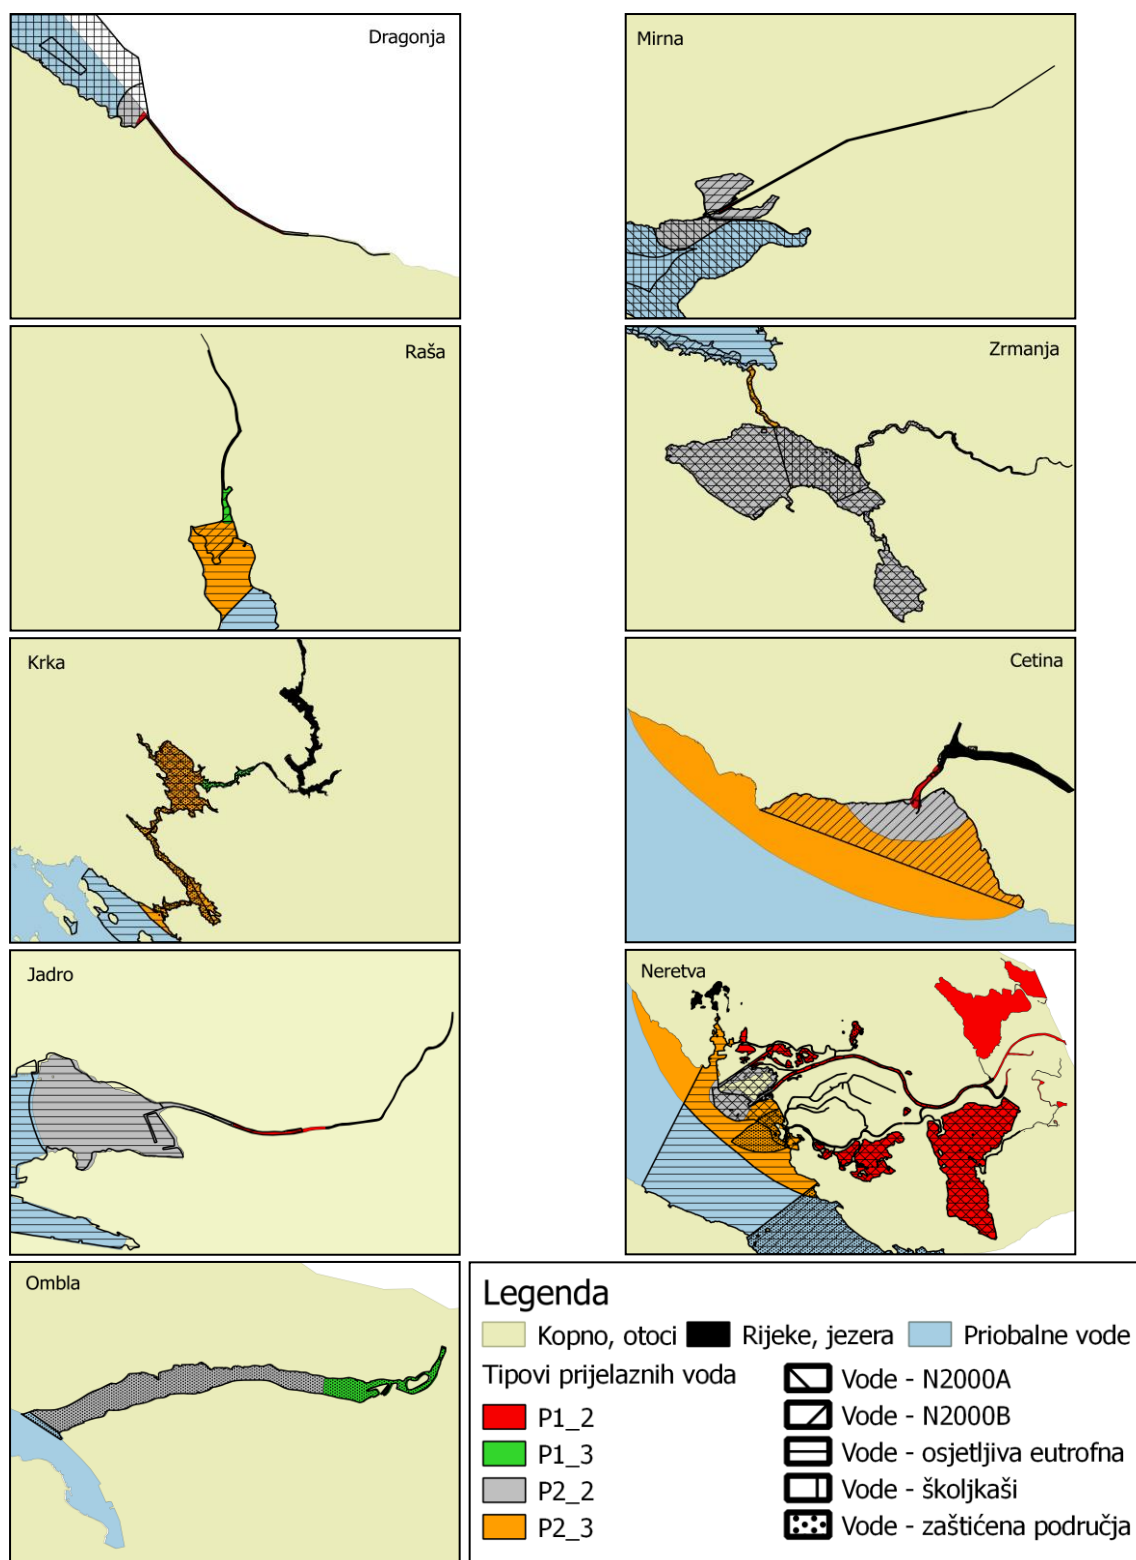 Dragonja
Mirna
Raša
Zrmanja
Krka
Cetina
Jadro
Neretva
Ombla
Legenda
Kopno, otoci
Rijeke, jezera
Priobalne vode
Tipovi prijelaznih voda
P1_2
P1_3
P2_2
P2_3
Vode - N2000A
Vode - N2000B
Vode - osjetljiva eutrofna
Vode - školjkaši
Vode - zaštićena područja